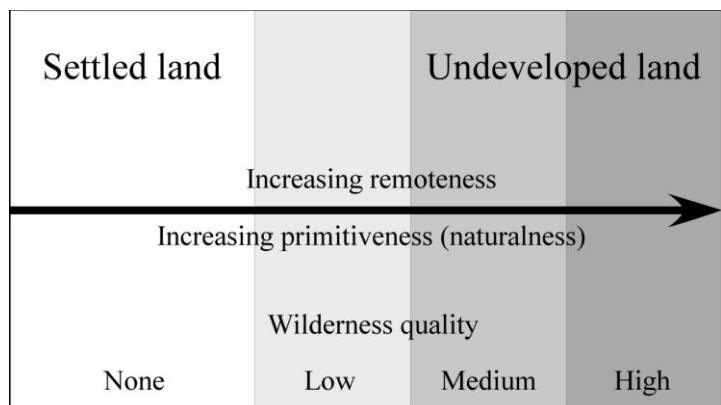 Settled land Undeveloped land
Increasing remoteness
Increasing primitiveness (naturalness)
Wilderness quality
None Low Medium High